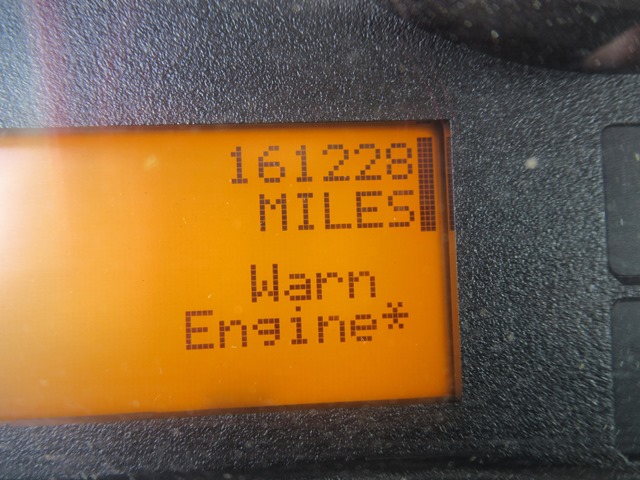 161228
MILES
Warn
Engine*